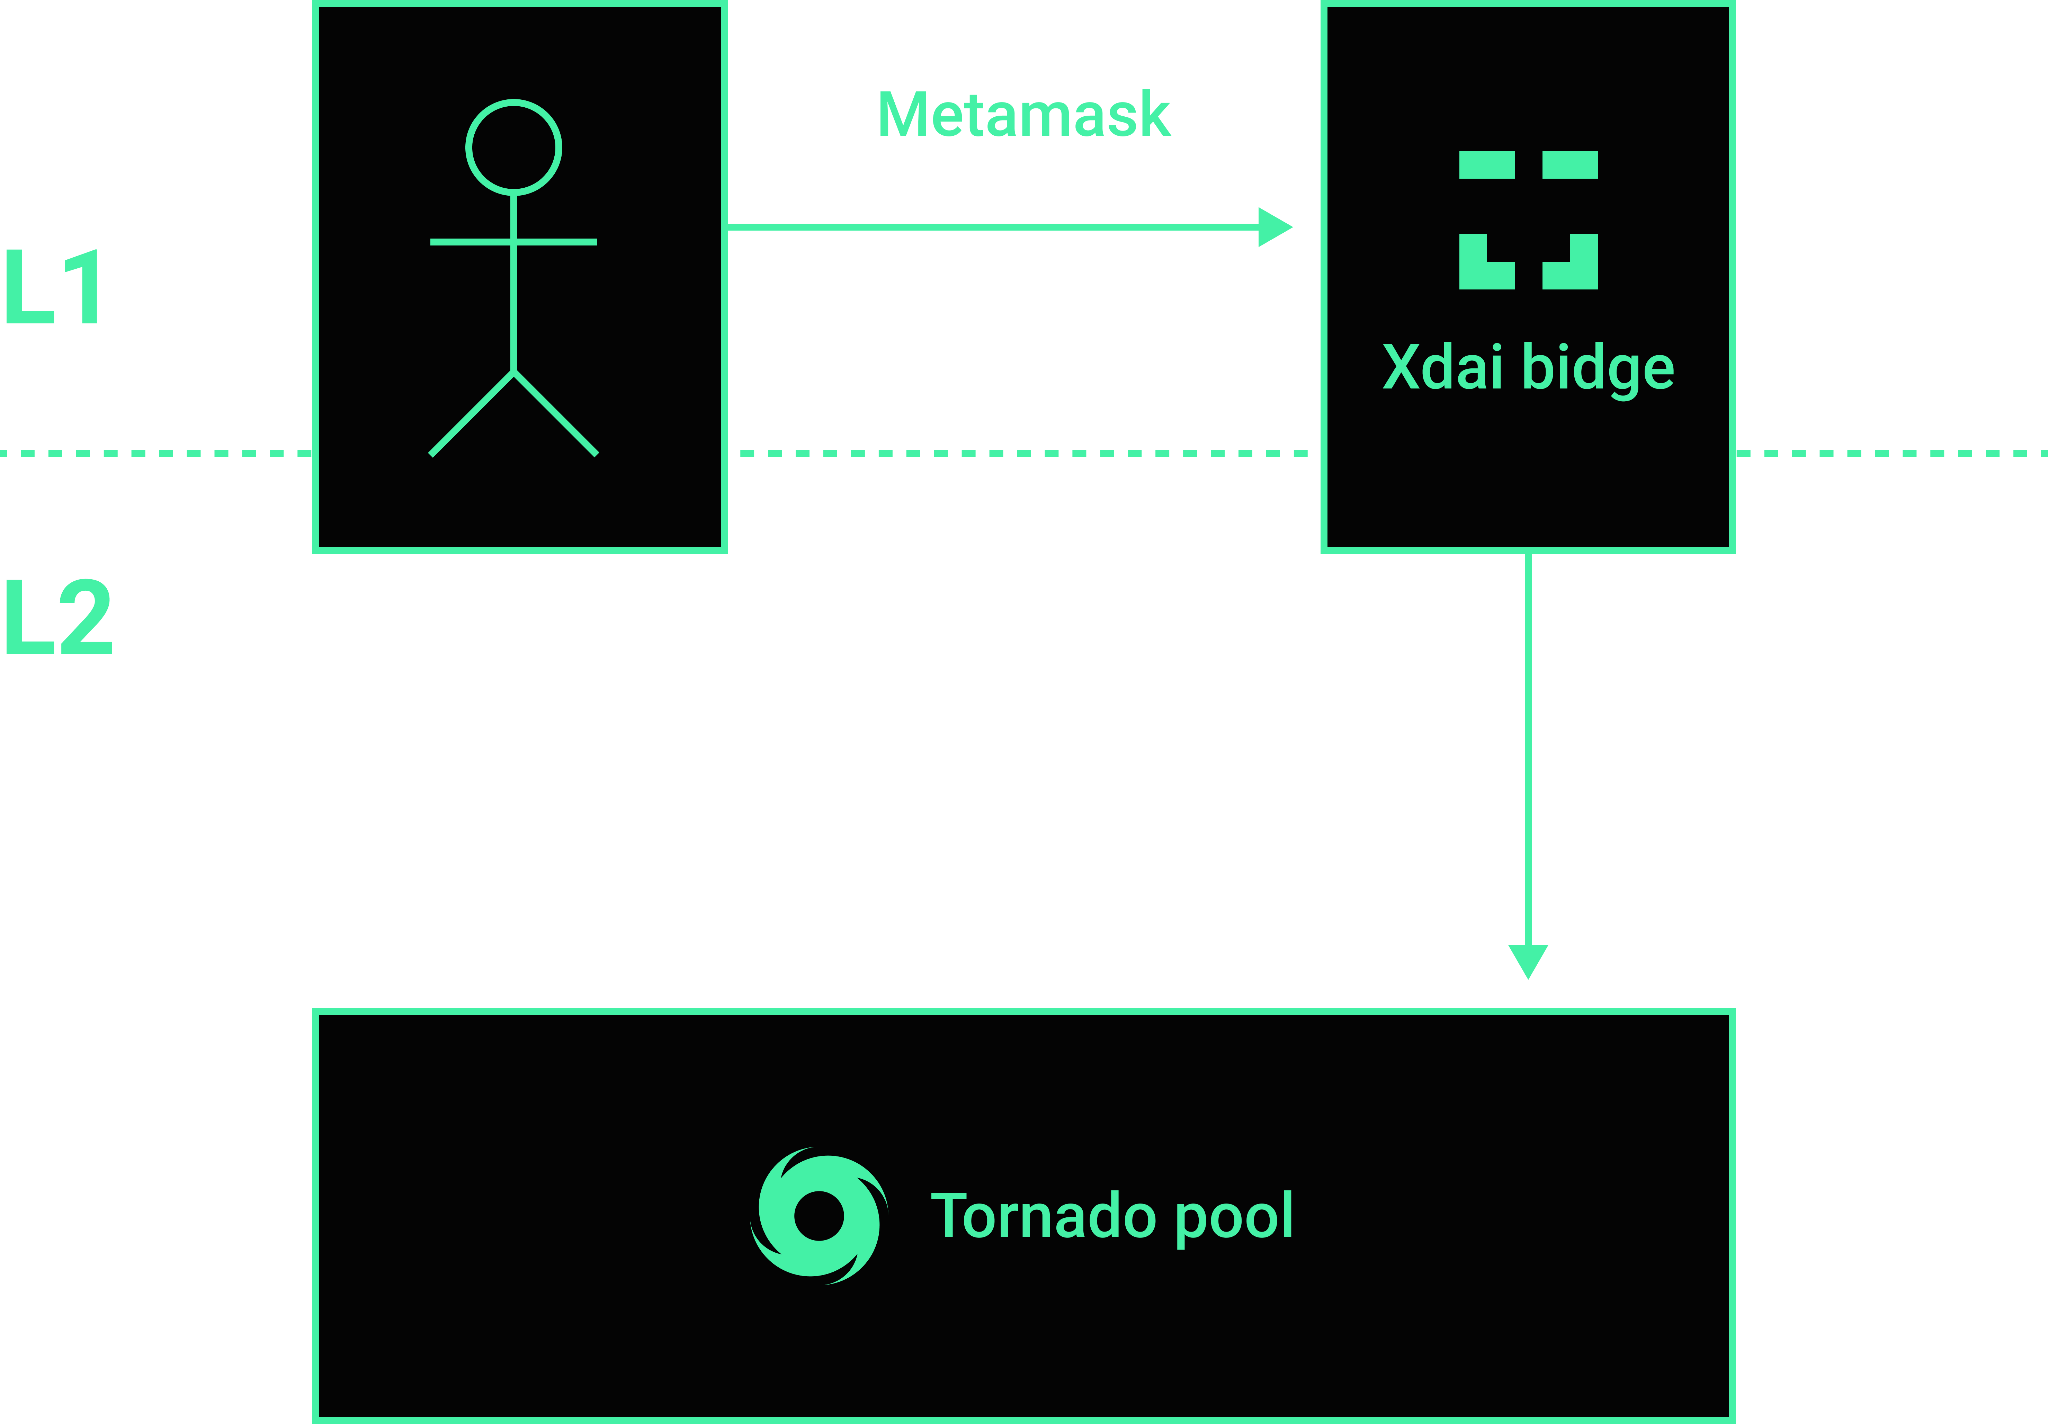 Metamask
L1
Xdai bidge
L2
Tornado pool